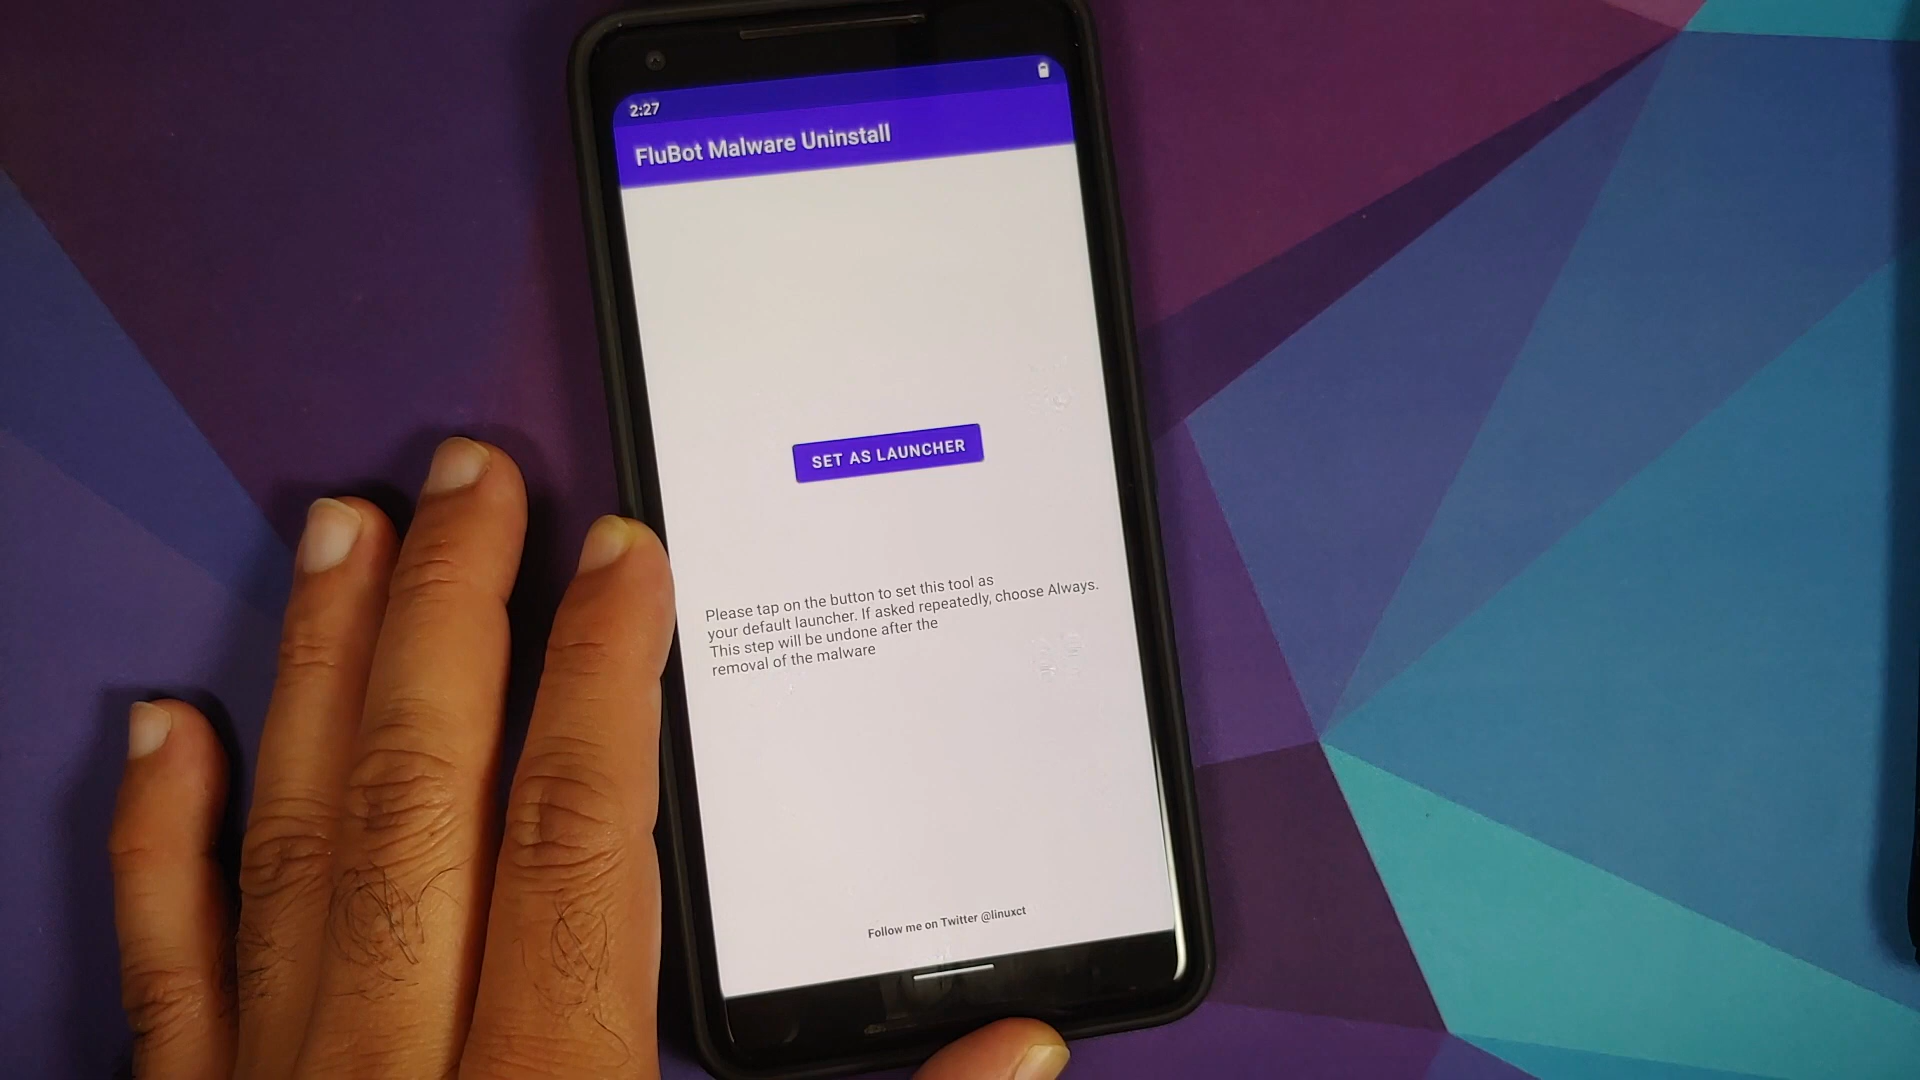 2:27
FluBot Malware Uninstall
SET AS LAUNCHER
Please tap on the button to set this tool as
your default launcher. If asked repeatedly, choose Always.
This step will be undone after the
removal of the malware
Follow me on Twitter @linuxct